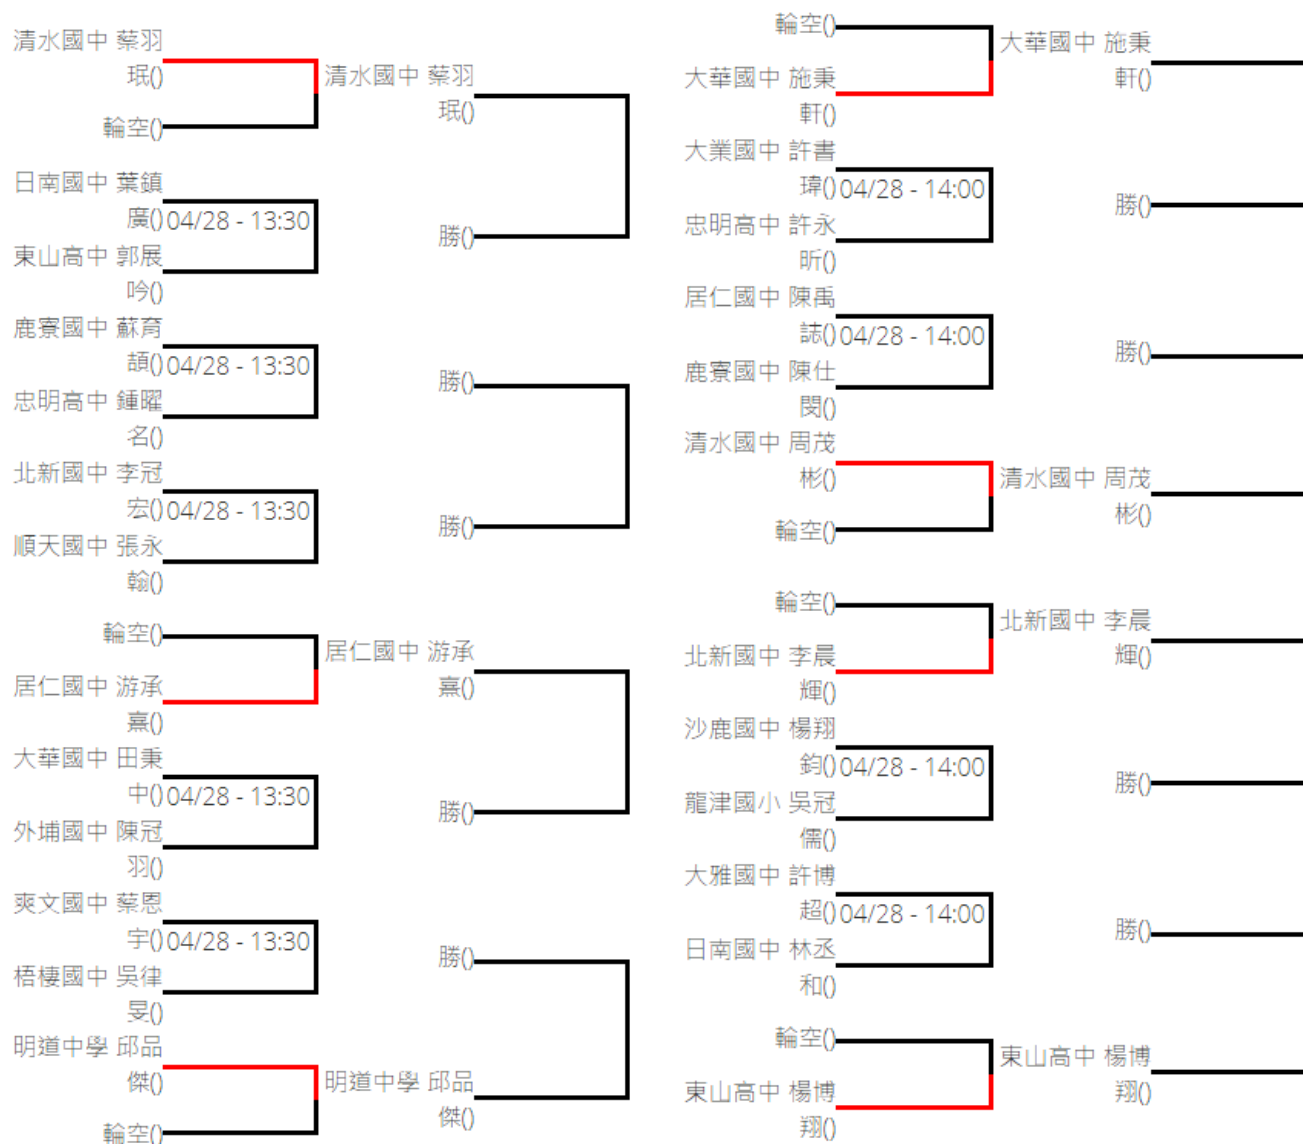 清水國中 蔡羽
珉()
輪空()
清水國中 蔡羽
珉()
日南國中 葉鎮
廣()
04/28 - 13:30
東山高中 郭展
吟()
勝()
鹿寮國中 蘇育
頡()
04/28 - 13:30
忠明高中 鍾曜
名()
勝()
北新國中 李冠
宏()
04/28 - 13:30
順天國中 張永
翰()
勝()
輪空()
居仁國中 游承
熹()
居仁國中 游承
熹()
大華國中 田秉
中()
04/28 - 13:30
外埔國中 陳冠
羽()
勝()
爽文國中 蔡恩
宇()
04/28 - 13:30
梧棲國中 吳律
旻()
勝()
明道中學 邱品
傑()
輪空()
明道中學 邱品
傑()
輪空()
大華國中 施秉
軒()
大華國中 施秉
軒()
大業國中 許書
瑋()
04/28 - 14:00
忠明高中 許永
昕()
勝()
居仁國中 陳禹
誌()
04/28 - 14:00
鹿寮國中 陳仕
閔()
勝()
清水國中 周茂
彬()
輪空()
清水國中 周茂
彬()
輪空()
北新國中 李晨
輝()
北新國中 李晨
輝()
沙鹿國中 楊翔
鈞()
04/28 - 14:00
龍津國小 吳冠
儒()
勝()
大雅國中 許博
超()
04/28 - 14:00
日南國中 林丞
和()
勝()
輪空()
東山高中 楊博
翔()
東山高中 楊博
翔()